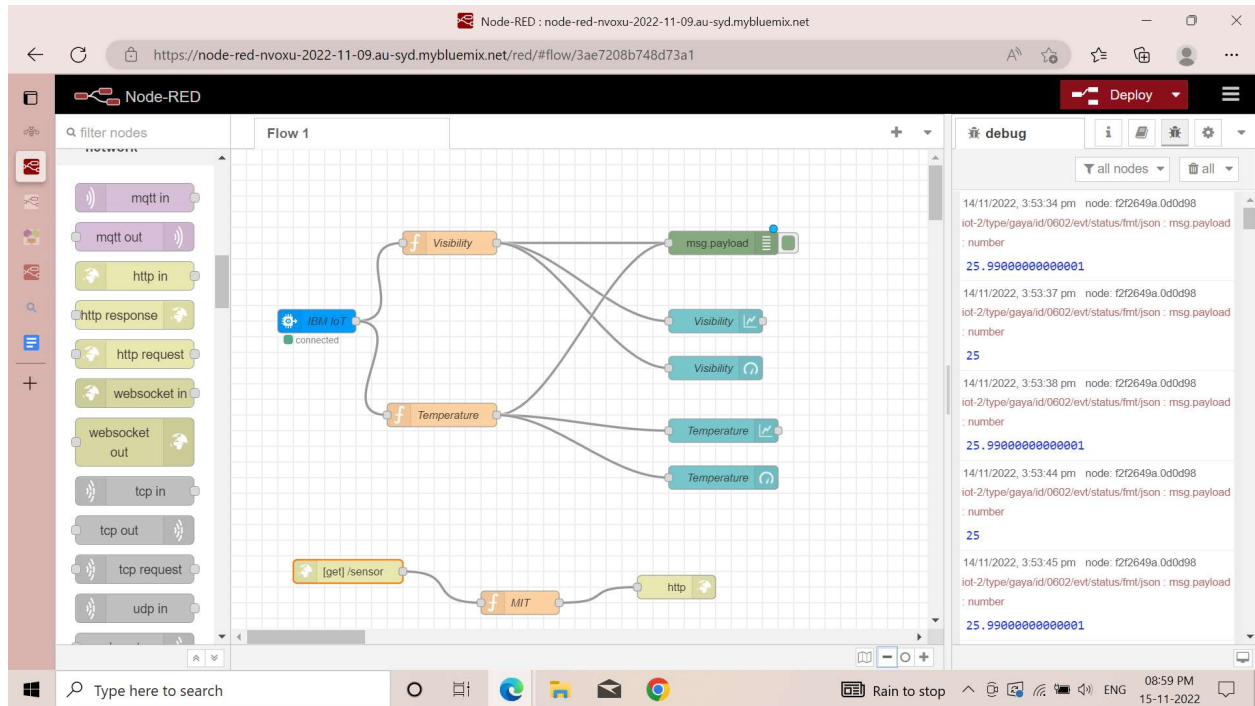 Node-RED : node-red-nvoxu-2022-11-09.au-syd.mybluemix.net
https://node-red-nvoxu-2022-11-09.au-syd.mybluemix.net/red/#flow/3ae7208b748d73a1
Node-RED
Deploy
filter nodes
Flow 1
debug
all nodes
all
network
mqtt in
mqtt out
http in
http response
http request
websocket in
websocket
out
tcp in
tcp out
tcp request
udp in
Visibility
msg.payload
IBM IoT
connected
Visibility
Visibility
Temperature
Temperature
Temperature
[get] /sensor
MIT
http
14/11/2022, 3:53:34 pm node: f2f2649a.0d0d98
iot-2/type/gaya/id/0602/evt/status/fmt/json : msg.payload
: number
25.99000000000001
14/11/2022, 3:53:37 pm node: f2f2649a.0d0d98
iot-2/type/gaya/id/0602/evt/status/fmt/json : msg.payload
: number
25
14/11/2022, 3:53:38 pm node: f2f2649a.0d0d98
iot-2/type/gaya/id/0602/evt/status/fmt/json : msg.payload
: number
25.99000000000001
14/11/2022, 3:53:44 pm node: f2f2649a.0d0d98
iot-2/type/gaya/id/0602/evt/status/fmt/json : msg.payload
: number
25
14/11/2022, 3:53:45 pm node: f2f2649a.0d0d98
iot-2/type/gaya/id/0602/evt/status/fmt/json : msg.payload
: number
25.99000000000001
Type here to search
Rain to stop
ENG
08:59 PM
15-11-2022